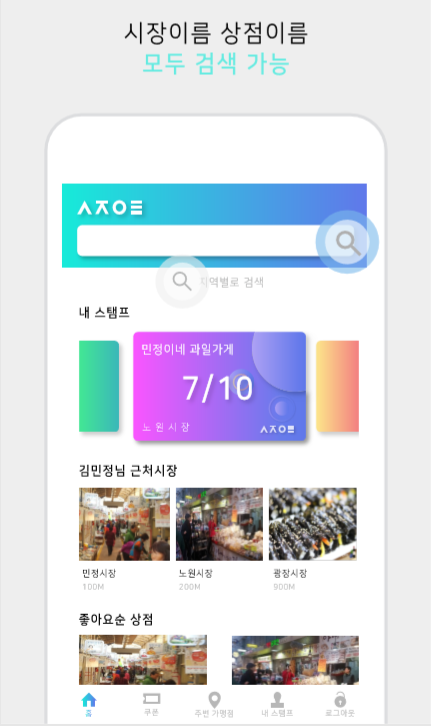 시장이름 상점이름
모두 검색 가능
지역별로 검색
내 스탬프
민정이네 과일가게
7/10
노원시장
김민정님 근처시장
민정시장
노원시장
광장시장
100M
200M
900M
좋아요순 상점
홈
쿠폰
주변 가맹점
내 스탬프
로그아웃